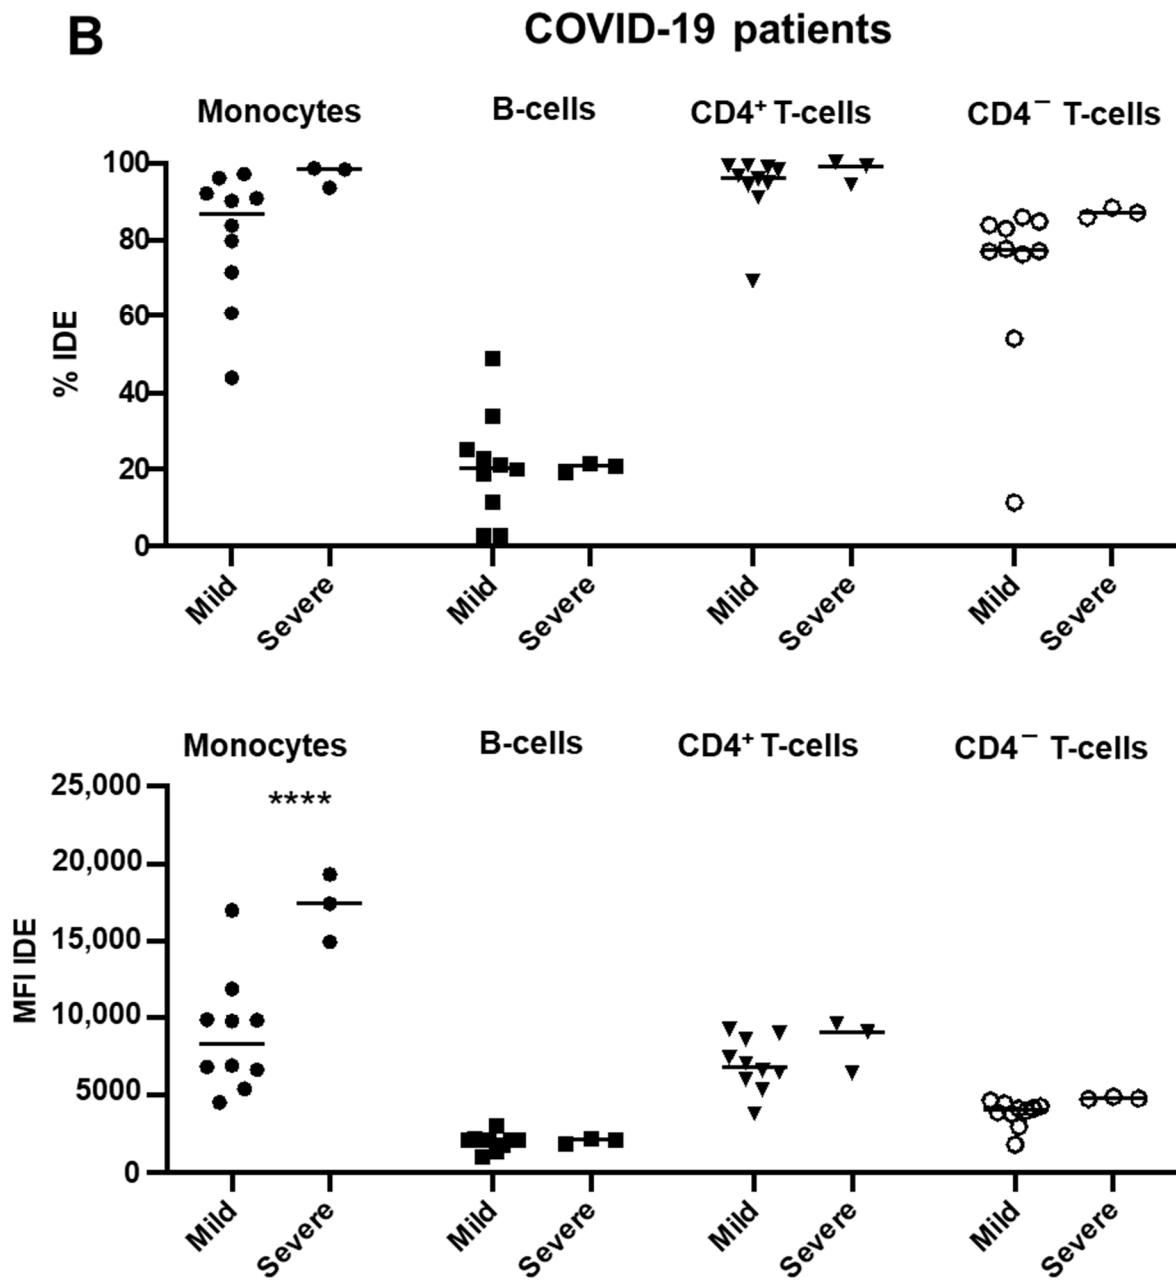 B
COVID-19 patients
Monocytes
B-cells
CD4⁺ T-cells
CD4⁻ T-cells
% IDE
100
80
60
40
20
0
Mild
Severe
Mild
Severe
Mild
Severe
Mild
Severe
Monocytes
B-cells
CD4⁺ T-cells
CD4⁻ T-cells
MFI IDE
25,000
****
20,000
15,000
10,000
5000
0
Mild
Severe
Mild
Severe
Mild
Severe
Mild
Severe